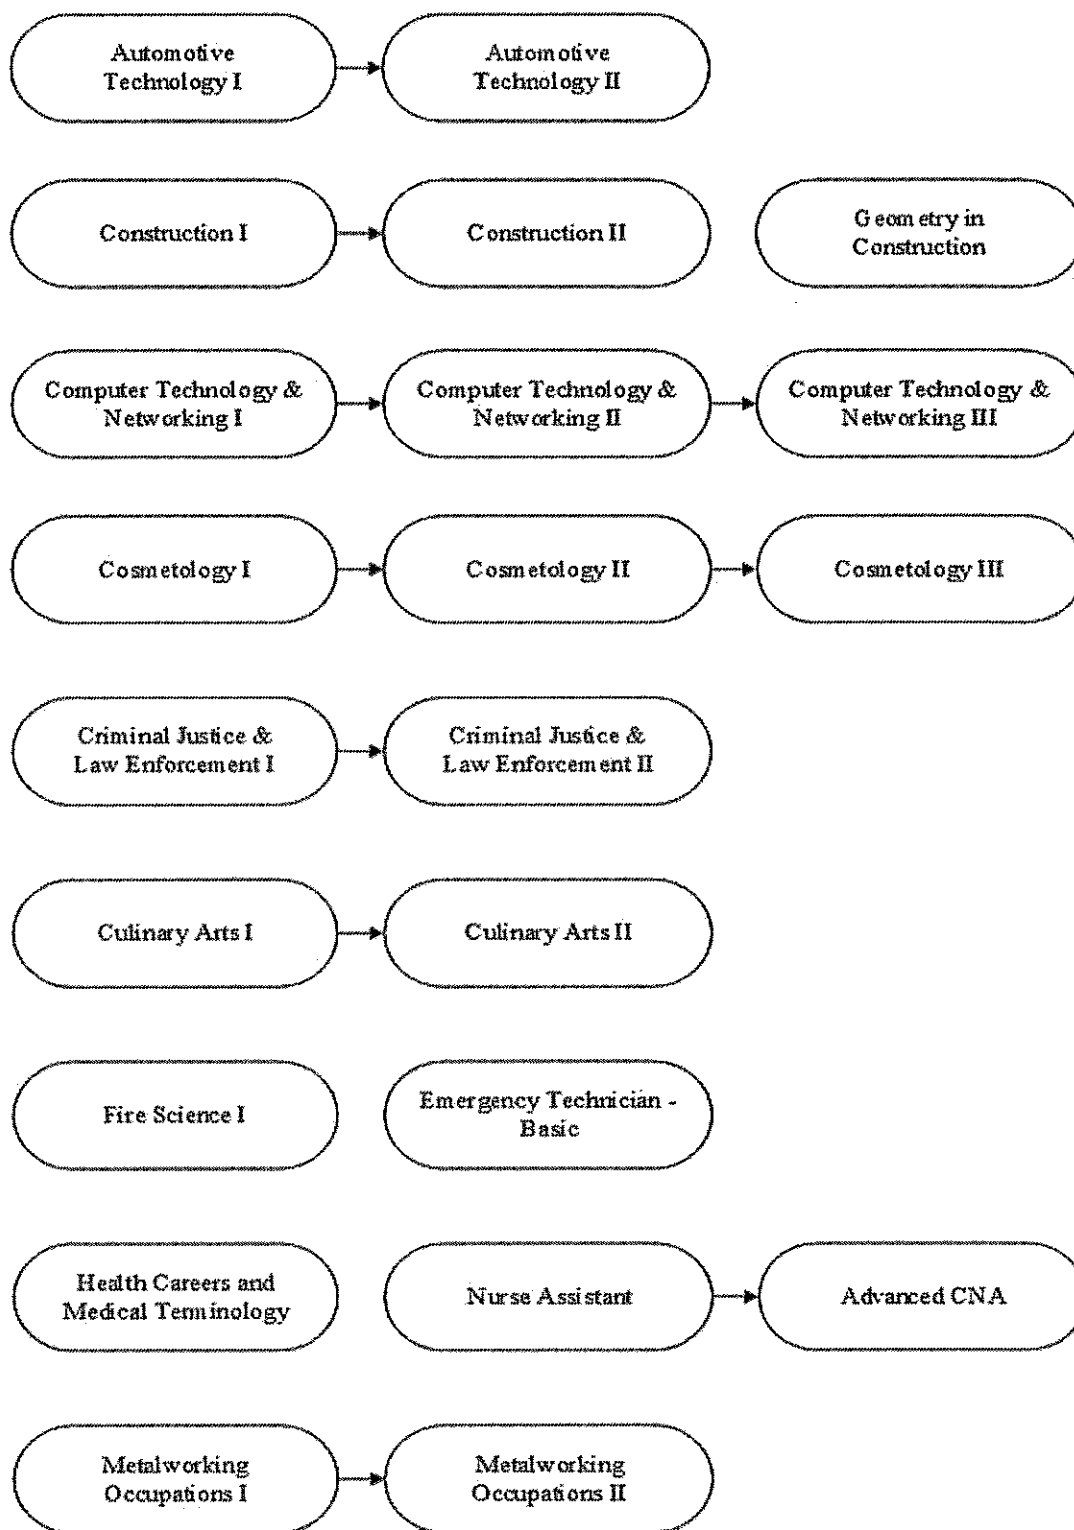 Automotive
Technology I
Automotive
Technology II
Construction I
Construction II
Geometry in
Construction
Computer Technology &
Networking I
Computer Technology &
Networking II
Computer Technology &
Networking III
Cosmetology I
Cosmetology II
Cosmetology III
Criminal Justice &
Law Enforcement I
Criminal Justice &
Law Enforcement II
Culinary Arts I
Culinary Arts II
Fire Science I
Emergency Technician -
Basic
Health Careers and
Medical Terminology
Nurse Assistant
Advanced CNA
Metalworking
Occupations I
Metalworking
Occupations II